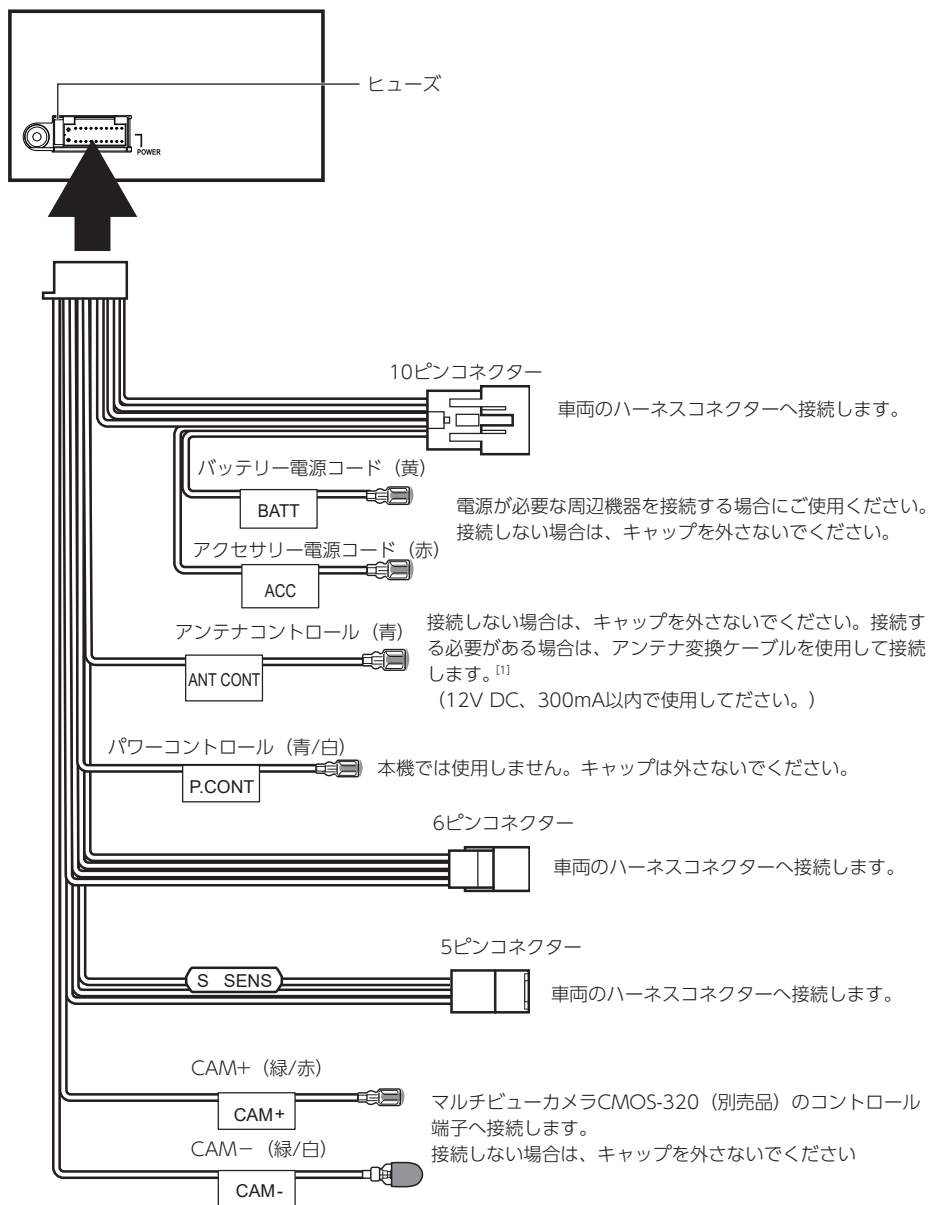 ヒューズ
POWER
10ピンコネクター
車両のハーネスコネクターへ接続します。
バッテリー電源コード（黄）
BATT
電源が必要な周辺機器を接続する場合にご使用ください。
接続しない場合は、キャップを外さないでください。
アクセサリー電源コード（赤）
ACC
アンテナコントロール（青）
ANT CONT
接続しない場合は、キャップを外さないでください。接続す
る必要がある場合は、アンテナ変換ケーブルを使用して接続
します。[1]
（12V DC、300mA以内で使用してださい。）
パワーコントロール（青/白）
P.CONT
本機では使用しません。キャップは外さないでください。
6ピンコネクター
車両のハーネスコネクターへ接続します。
5ピンコネクター
S SENS
車両のハーネスコネクターへ接続します。
CAM+（緑/赤）
CAM+
マルチビューカメラCMOS-320（別売品）のコントロール
端子へ接続します。
接続しない場合は、キャップを外さないでください
CAM－（緑/白）
CAM-